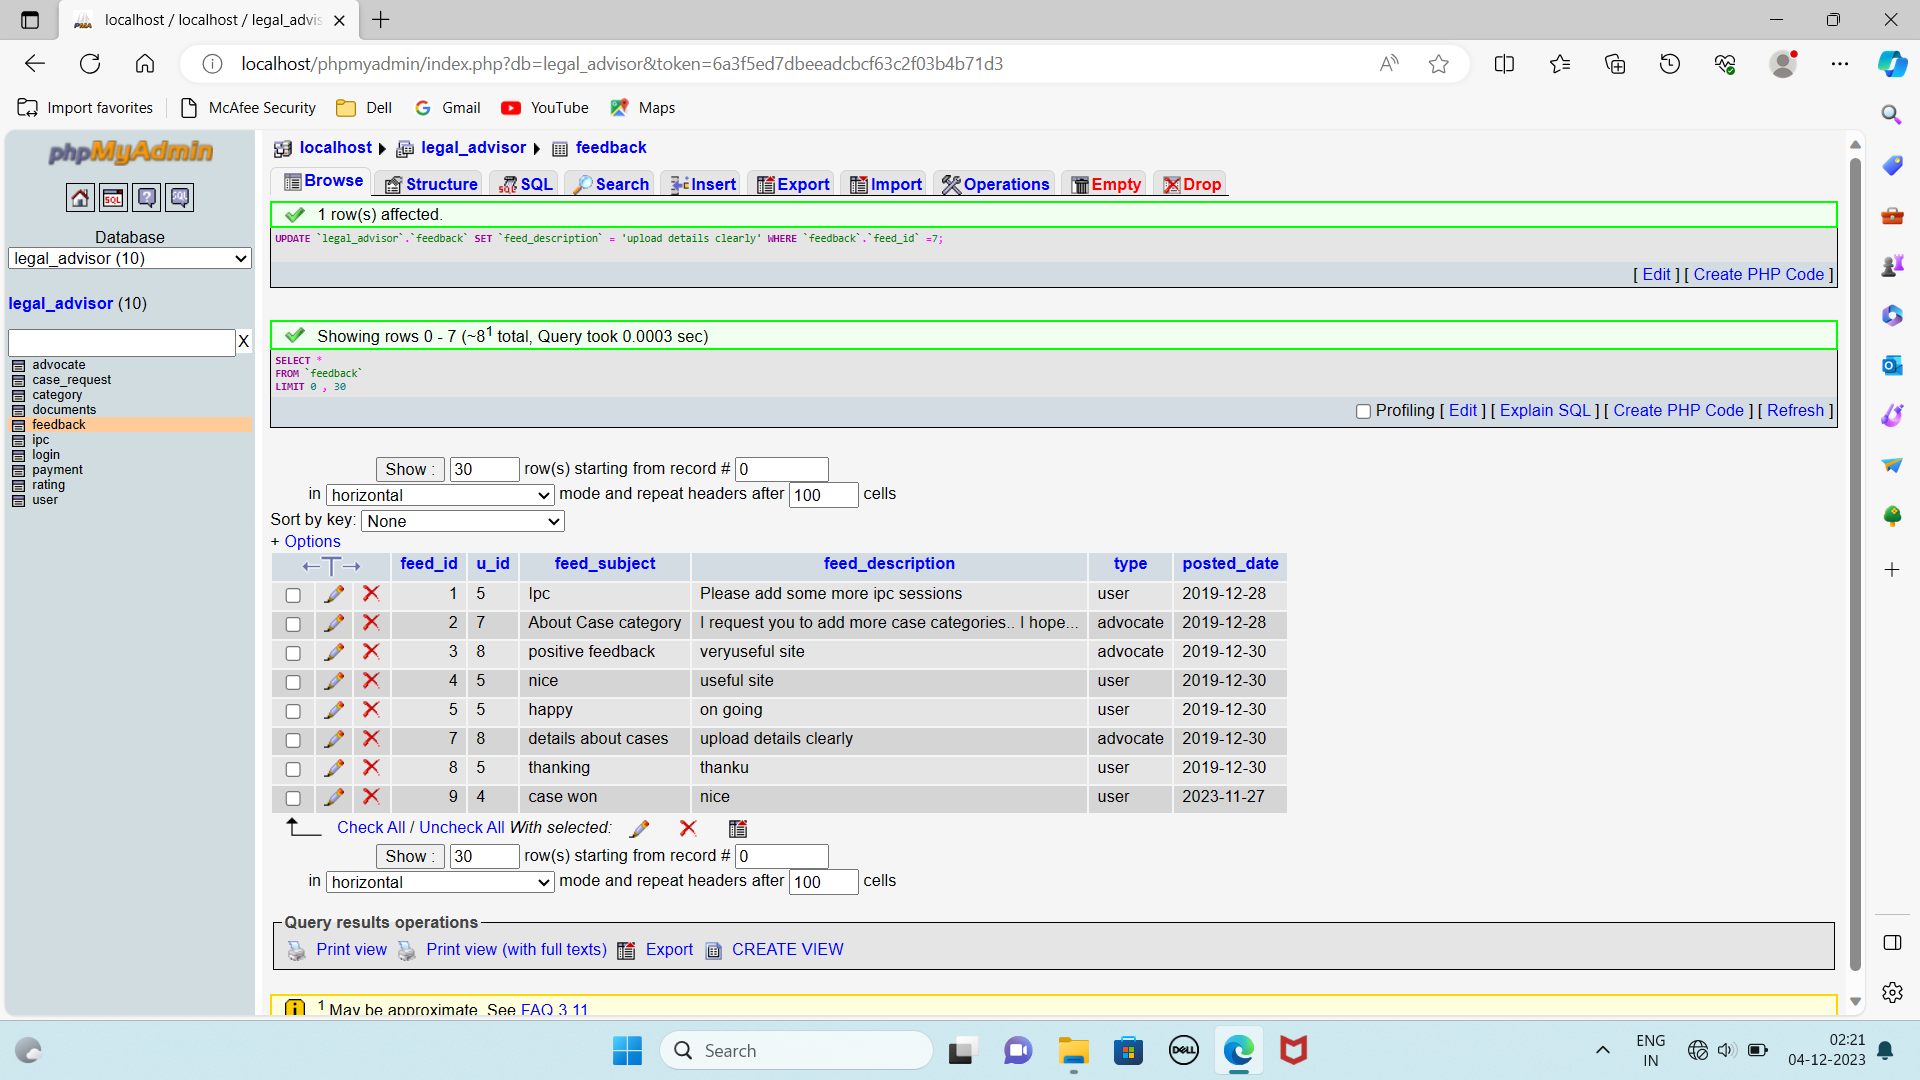 localhost / localhost / legal_advis
localhost/phpmyadmin/index.php?db=legal_advisor&token=6a3f5ed7dbeeadcbcf63c2f03b4b71d3
Import favorites McAfee Security Dell Gmail YouTube Maps
phpMyAdmin
SQL ? SQL
Database
legal_advisor (10)
legal_advisor (10)
X
advocate
case_request
category
documents
feedback
ipc
login
payment
rating
user
localhost legal_advisor feedback
Browse Structure SQL Search Insert Export Import Operations Empty Drop
1 row(s) affected.
UPDATE `legal_advisor`.`feedback` SET `feed_description` = 'upload details clearly' WHERE `feedback`.`feed_id` =7;
[ Edit ] [ Create PHP Code ]
Showing rows 0 - 7 (~8¹ total, Query took 0.0003 sec)
SELECT *
FROM `feedback`
LIMIT 0 , 30
Profiling [ Edit ] [ Explain SQL ] [ Create PHP Code ] [ Refresh ]
Show : 30 row(s) starting from record # 0
in horizontal mode and repeat headers after 100 cells
Sort by key: None
+ Options
←T→ feed_id u_id feed_subject feed_description type posted_date
1 5 Ipc Please add some more ipc sessions user 2019-12-28
2 7 About Case category I request you to add more case categories.. I hope... advocate 2019-12-28
3 8 positive feedback veryuseful site advocate 2019-12-30
4 5 nice useful site user 2019-12-30
5 5 happy on going user 2019-12-30
7 8 details about cases upload details clearly advocate 2019-12-30
8 5 thanking thanku user 2019-12-30
9 4 case won nice user 2023-11-27
Check All / Uncheck All With selected:
Show : 30 row(s) starting from record # 0
in horizontal mode and repeat headers after 100 cells
Query results operations
Print view Print view (with full texts) Export CREATE VIEW
¹ May be approximate. See FAQ 3.11
Search
DELL
ENG
IN
02:21
04-12-2023